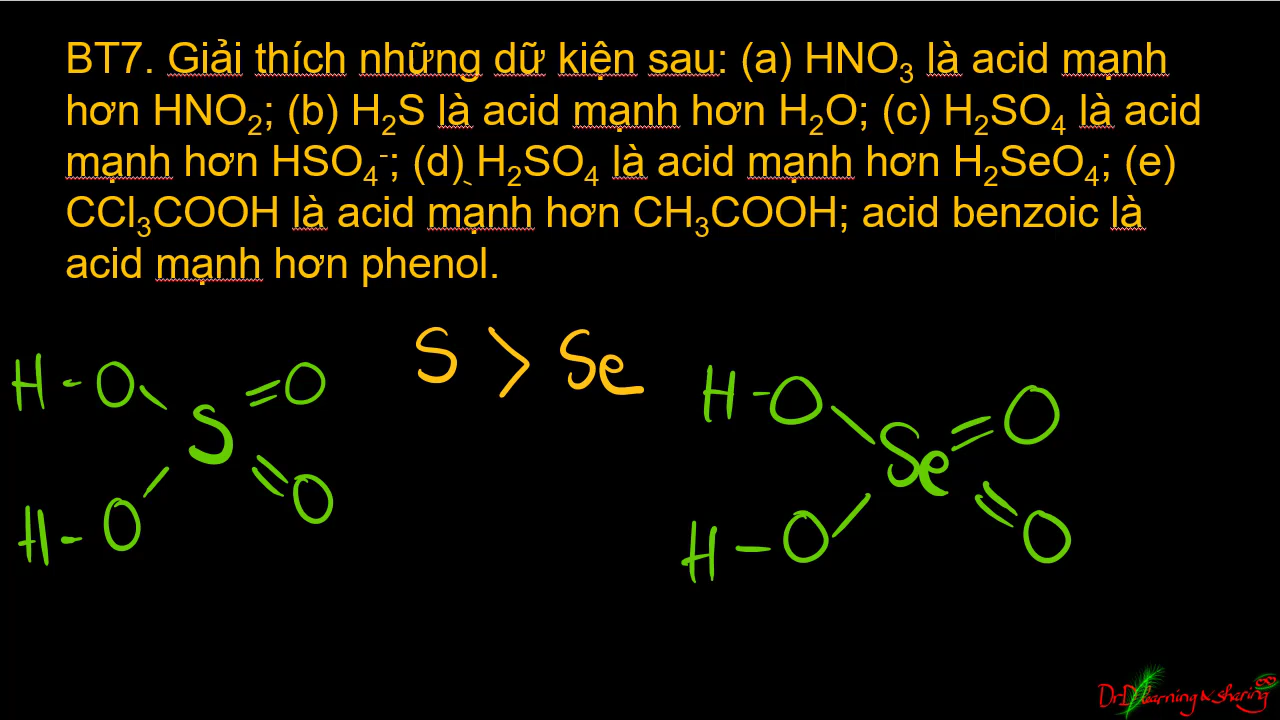 BT7. Giải thích những dữ kiện sau: (a) HNO₃ là acid mạnh
hơn HNO₂; (b) H₂S là acid mạnh hơn H₂O; (c) H₂SO₄ là acid
mạnh hơn HSO₄⁻; (d) H₂SO₄ là acid mạnh hơn H₂SeO₄; (e)
CCl₃COOH là acid mạnh hơn CH₃COOH; acid benzoic là
acid mạnh hơn phenol.
S > Se
H-O =O
S
H-O =O
H-O =O
Se
H-O =O
Dr.D learning & sharing